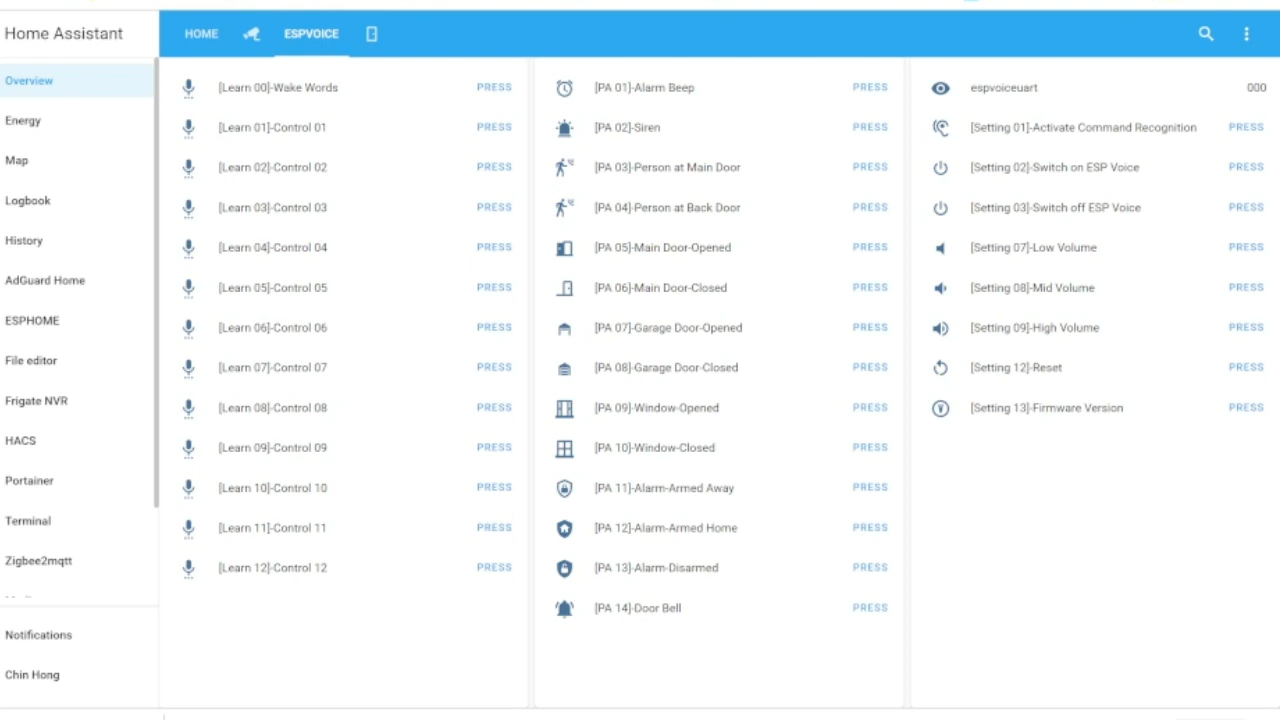 Home Assistant
HOME
ESPVOICE
Overview
Energy
Map
Logbook
History
AdGuard Home
ESPHOME
File editor
Frigate NVR
HACS
Portainer
Terminal
Zigbee2mqtt
Notifications
Chin Hong
[Learn 00]-Wake Words PRESS
[Learn 01]-Control 01 PRESS
[Learn 02]-Control 02 PRESS
[Learn 03]-Control 03 PRESS
[Learn 04]-Control 04 PRESS
[Learn 05]-Control 05 PRESS
[Learn 06]-Control 06 PRESS
[Learn 07]-Control 07 PRESS
[Learn 08]-Control 08 PRESS
[Learn 09]-Control 09 PRESS
[Learn 10]-Control 10 PRESS
[Learn 11]-Control 11 PRESS
[Learn 12]-Control 12 PRESS
[PA 01]-Alarm Beep PRESS
[PA 02]-Siren PRESS
[PA 03]-Person at Main Door PRESS
[PA 04]-Person at Back Door PRESS
[PA 05]-Main Door-Opened PRESS
[PA 06]-Main Door-Closed PRESS
[PA 07]-Garage Door-Opened PRESS
[PA 08]-Garage Door-Closed PRESS
[PA 09]-Window-Opened PRESS
[PA 10]-Window-Closed PRESS
[PA 11]-Alarm-Armed Away PRESS
[PA 12]-Alarm-Armed Home PRESS
[PA 13]-Alarm-Disarmed PRESS
[PA 14]-Door Bell PRESS
espvoiceuart 000
[Setting 01]-Activate Command Recognition PRESS
[Setting 02]-Switch on ESP Voice PRESS
[Setting 03]-Switch off ESP Voice PRESS
[Setting 07]-Low Volume PRESS
[Setting 08]-Mid Volume PRESS
[Setting 09]-High Volume PRESS
[Setting 12]-Reset PRESS
[Setting 13]-Firmware Version PRESS